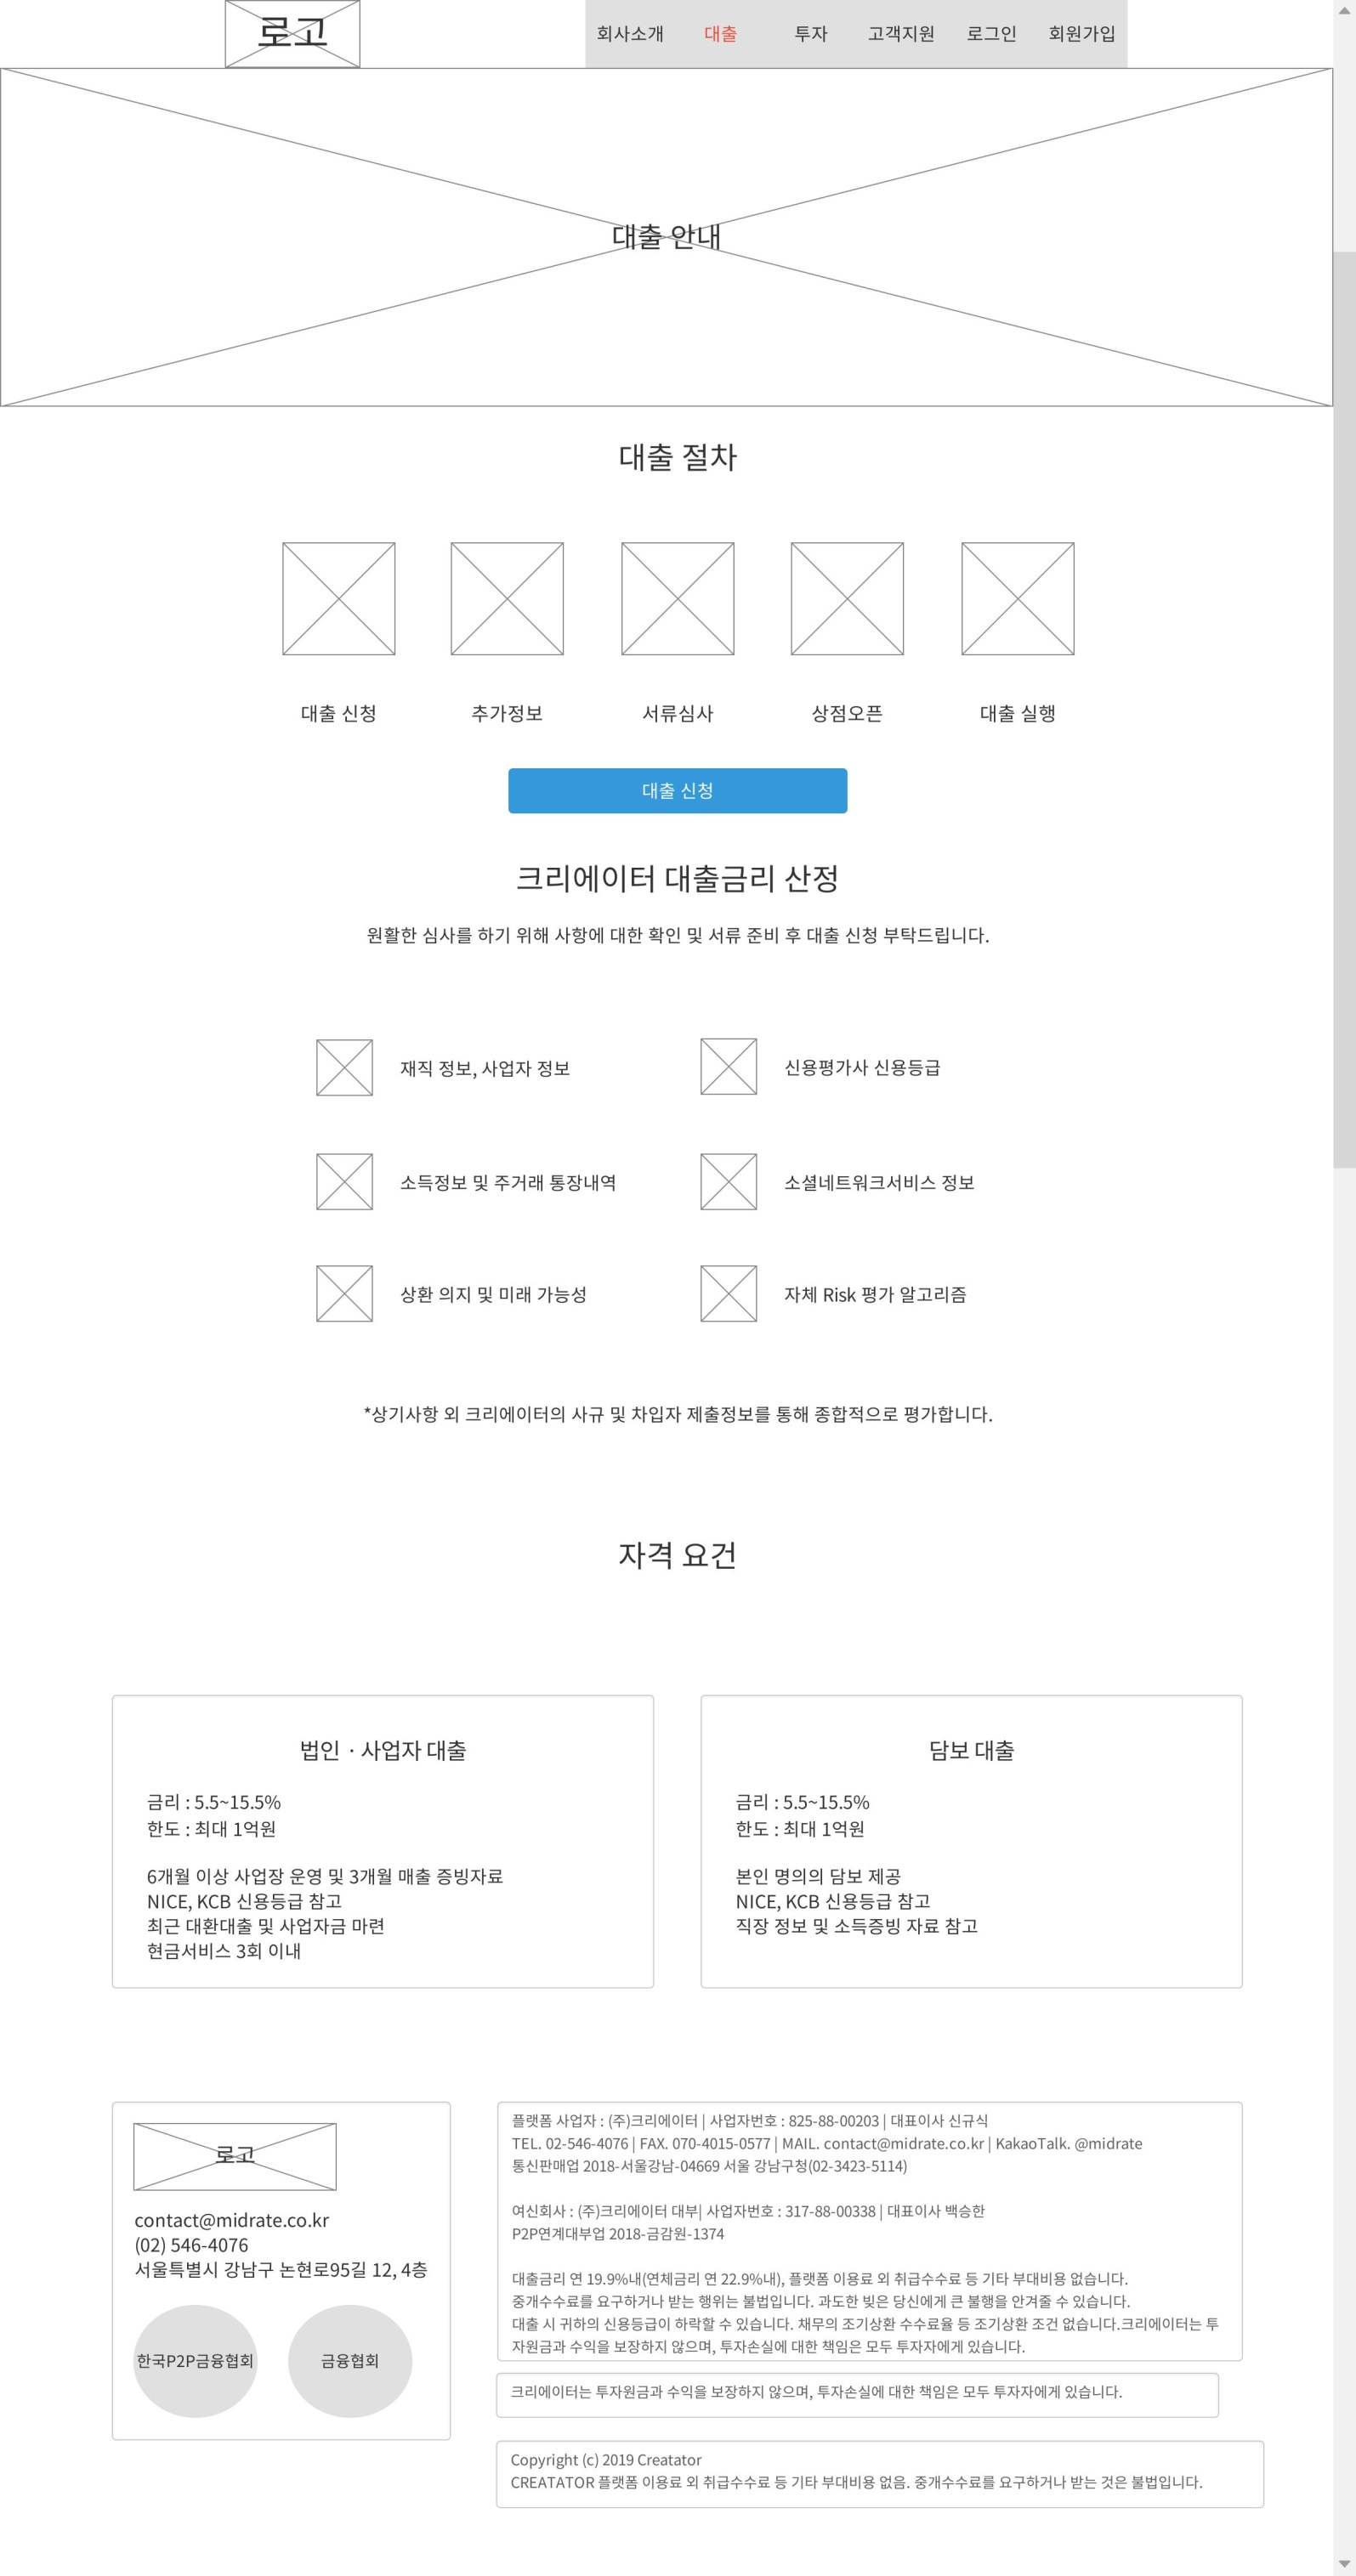 로고
회사소개 대출 투자 고객지원 로그인 회원가입
대출 안내
대출 절차
대출 신청 추가정보 서류심사 상점오픈 대출 실행
대출 신청
크리에이터 대출금리 산정
원활한 심사를 하기 위해 사항에 대한 확인 및 서류 준비 후 대출 신청 부탁드립니다.
재직 정보, 사업자 정보
신용평가사 신용등급
소득정보 및 주거래 통장내역
소셜네트워크서비스 정보
상환 의지 및 미래 가능성
자체 Risk 평가 알고리즘
*상기사항 외 크리에이터의 사규 및 차입자 제출정보를 통해 종합적으로 평가합니다.
자격 요건
법인 · 사업자 대출
금리 : 5.5~15.5%
한도 : 최대 1억원
6개월 이상 사업장 운영 및 3개월 매출 증빙자료
NICE, KCB 신용등급 참고
최근 대환대출 및 사업자금 마련
현금서비스 3회 이내
담보 대출
금리 : 5.5~15.5%
한도 : 최대 1억원
본인 명의의 담보 제공
NICE, KCB 신용등급 참고
직장 정보 및 소득증빙 자료 참고
로고
contact@midrate.co.kr
(02) 546-4076
서울특별시 강남구 논현로95길 12, 4층
한국P2P금융협회
금융협회
플랫폼 사업자 : (주)크리에이터 | 사업자번호 : 825-88-00203 | 대표이사 신규식
TEL. 02-546-4076 | FAX. 070-4015-0577 | MAIL. contact@midrate.co.kr | KakaoTalk. @midrate
통신판매업 2018-서울강남-04669 서울 강남구청(02-3423-5114)
여신회사 : (주)크리에이터 대부| 사업자번호 : 317-88-00338 | 대표이사 백승한
P2P연계대부업 2018-금감원-1374
대출금리 연 19.9%내(연체금리 연 22.9%내), 플랫폼 이용료 외 취급수수료 등 기타 부대비용 없습니다.
중개수수료를 요구하거나 받는 행위는 불법입니다. 과도한 빚은 당신에게 큰 불행을 안겨줄 수 있습니다.
대출 시 귀하의 신용등급이 하락할 수 있습니다. 채무의 조기상환 수수료율 등 조기상환 조건 없습니다.크리에이터는 투
자원금과 수익을 보장하지 않으며, 투자손실에 대한 책임은 모두 투자자에게 있습니다.
크리에이터는 투자원금과 수익을 보장하지 않으며, 투자손실에 대한 책임은 모두 투자자에게 있습니다.
Copyright (c) 2019 Creatator
CREATATOR 플랫폼 이용료 외 취급수수료 등 기타 부대비용 없음. 중개수수료를 요구하거나 받는 것은 불법입니다.